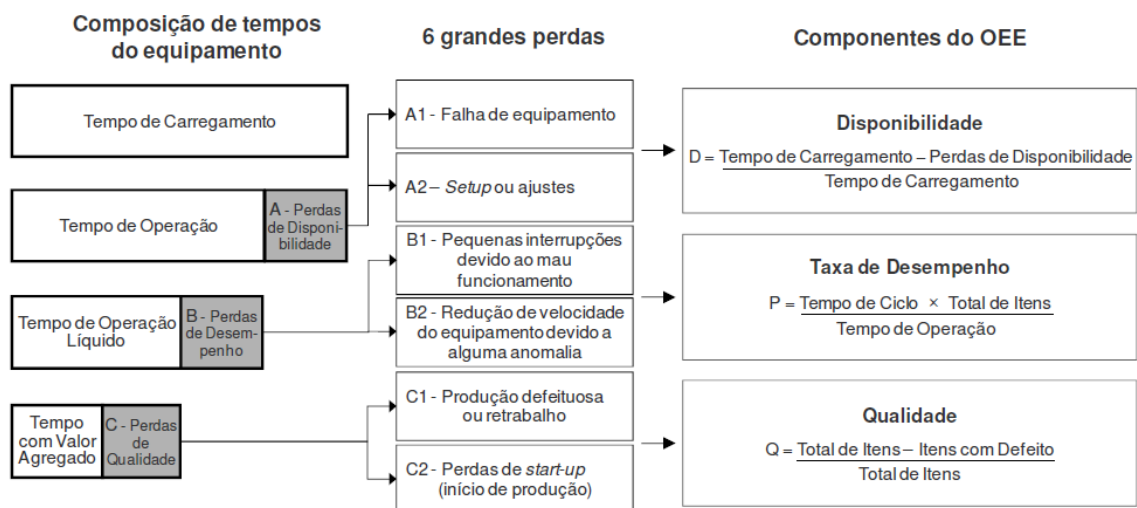 Composição de tempos
do equipamento
6 grandes perdas
Componentes do OEE
Tempo de Carregamento
Tempo de Operação
A - Perdas
de Disponi-
bilidade
Tempo de Operação
Líquido
B - Perdas
de Desem-
penho
Tempo
com Valor
Agregado
C - Perdas
de
Qualidade
A1 - Falha de equipamento
A2 – Setup ou ajustes
B1 - Pequenas interrupções
devido ao mau
funcionamento
B2 - Redução de velocidade
do equipamento devido a
alguma anomalia
C1 - Produção defeituosa
ou retrabalho
C2 - Perdas de start-up
(início de produção)
Disponibilidade
D = Tempo de Carregamento – Perdas de Disponibilidade
Tempo de Carregamento
Taxa de Desempenho
P = Tempo de Ciclo × Total de Itens
Tempo de Operação
Qualidade
Q = Total de Itens – Itens com Defeito
Total de Itens